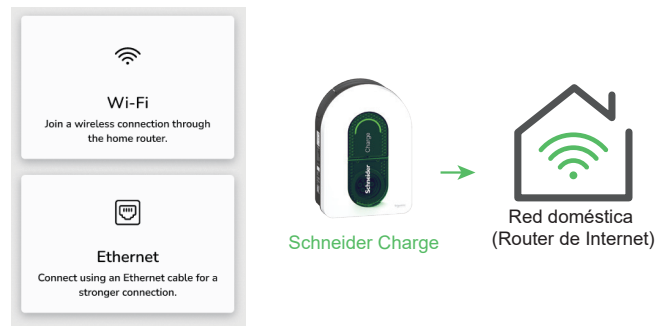 Wi-Fi
Join a wireless connection through
the home router.
Ethernet
Connect using an Ethernet cable for a
stronger connection.
Charge
Schneider
Schneider Charge
Red doméstica
(Router de Internet)